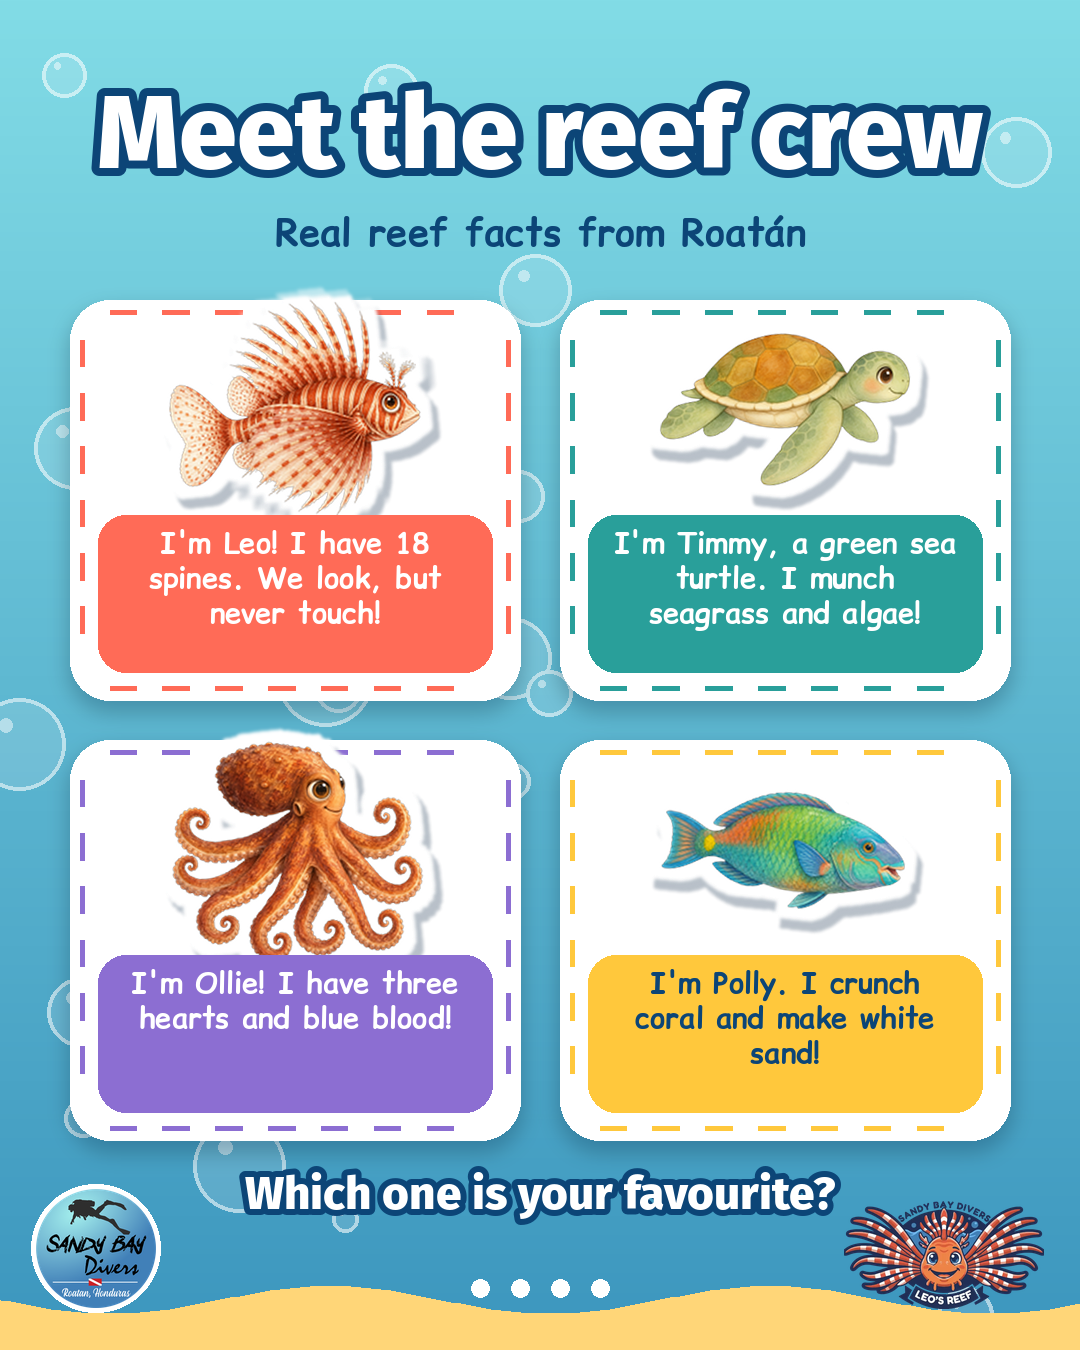 Meet the reef crew
Real reef facts from Roatán
I'm Leo! I have 18
spines. We look, but
never touch!
I'm Timmy, a green sea
turtle. I munch
seagrass and algae!
I'm Ollie! I have three
hearts and blue blood!
I'm Polly. I crunch
coral and make white
sand!
Which one is your favourite?
SANDY BAY
Divers
Roatan, Honduras
SANDY BAY DIVERS
LEO'S REEF